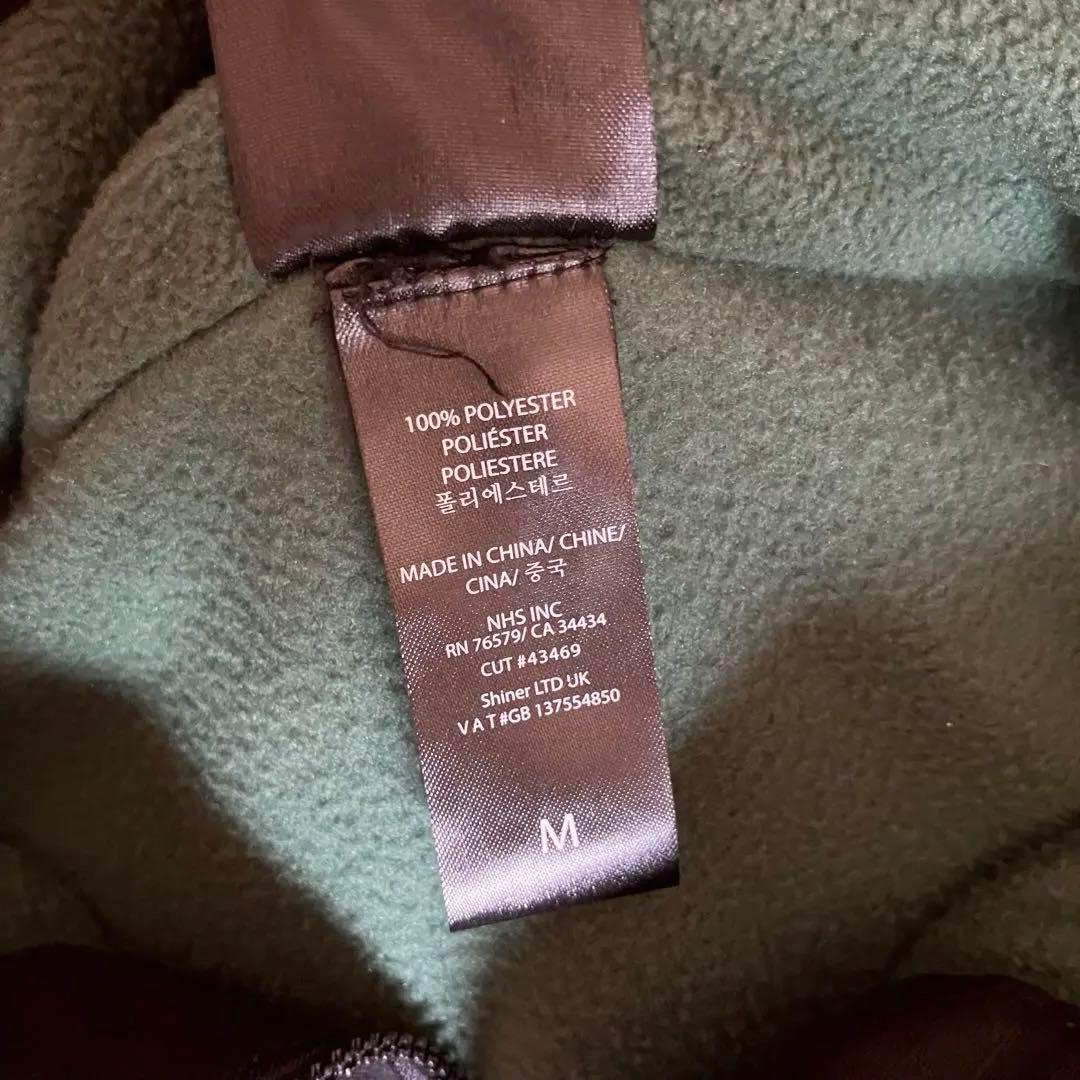 100% POLYESTER
POLIÉSTER
POLIESTERE
폴리에스테르
MADE IN CHINA/ CHINE/
CINA/ 중국
NHS INC
RN 76579/ CA 34434
CUT #43469
Shiner LTD UK
V A T #GB 137554850
M